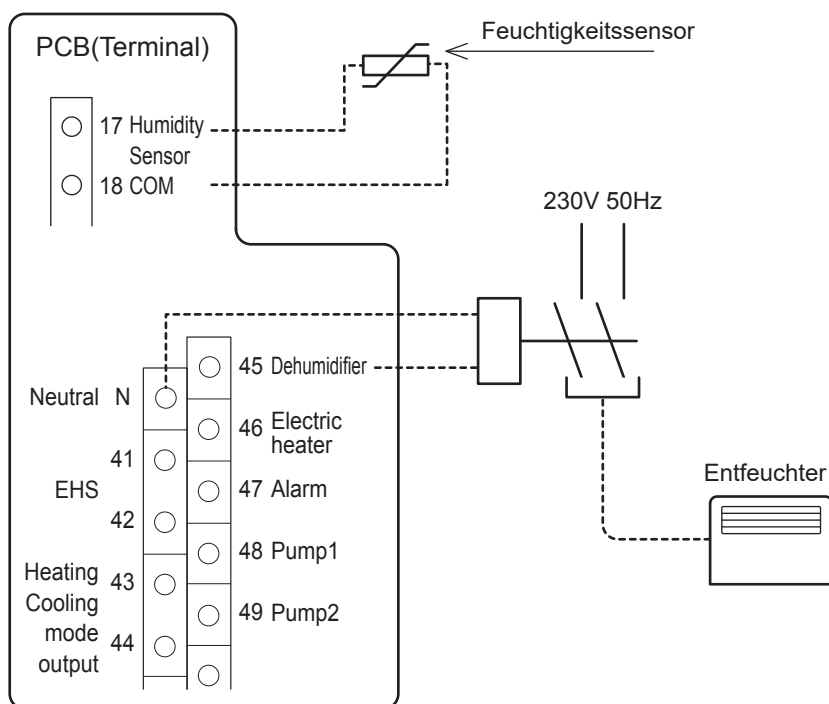 PCB(Terminal)
Feuchtigkeitssensor
17 Humidity
Sensor
18 COM
230V 50Hz
45 Dehumidifier
Neutral N
46 Electric
heater
41
EHS
47 Alarm
42
Entfeuchter
48 Pump1
Heating
43
Cooling
mode
44
output
49 Pump2